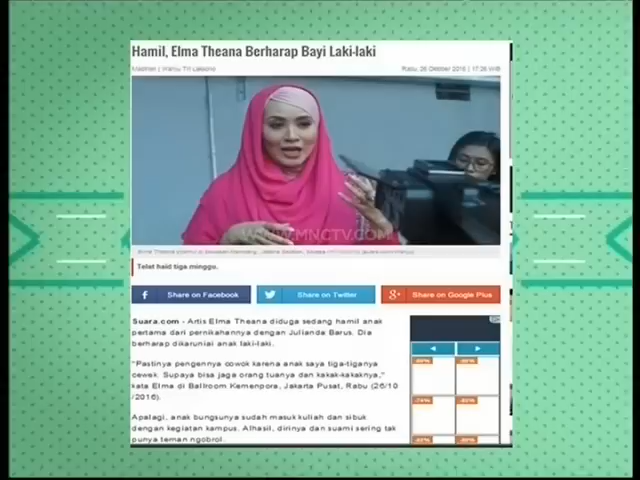 Hamil, Elma Theana Berharap Bayi Laki-laki
Rabu, 26 Oktober 2016 | 17:26 WIB
WWW.MNCTV.COM
Telat haid tiga minggu.
f Share on Facebook
Share on Twitter
8+ Share on Google Plus
Suara.com - Artis Elma Theana diduga sedang hamil anak
pertama dari pernikahannya dengan Julianda Barus. Dia
berharap dikaruniai anak laki-laki.
"Pastinya pengennya cowok karena anak saya tiga-tiganya
cewek. Supaya bisa jaga orang tuanya dan kakak-kakaknya,"
kata Elma di Ballroom Kemenpora, Jakarta Pusat, Rabu (26/10
/2016).
Apalagi, anak bungsunya sudah masuk kuliah dan sibuk
dengan kegiatan kampus. Alhasil, dirinya dan suami sering tak
punya teman ngobrol.